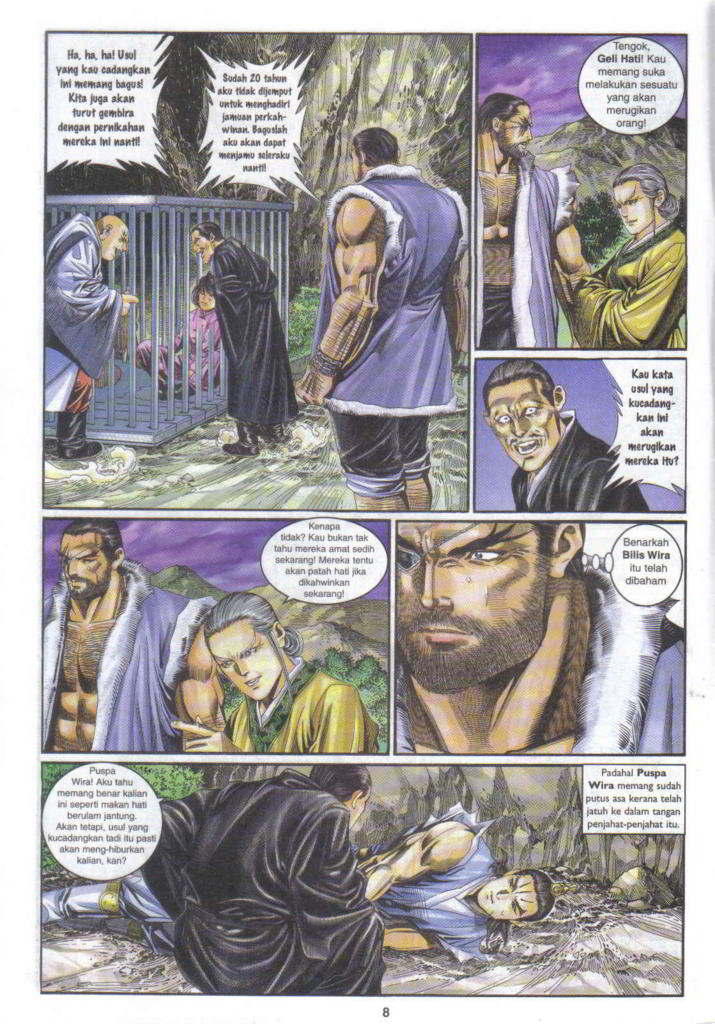 Ha, ha, ha! Usul
yang kau cadangkan
ini memang bagus!
Kita juga akan
turut gembira
dengan pernikahan
mereka ini nanti!
Sudah 20 tahun
aku tidak dijemput
untuk menghadiri
jamuan perkah-
winan. Baguslah
aku akan dapat
menjamu seleraku
nanti!
Tengok,
Geli Hati! Kau
memang suka
melakukan sesuatu
yang akan
merugikan
orang!
Kau kata
usul yang
kucadang-
kan ini
akan
merugikan
mereka itu?
Kenapa
tidak? Kau bukan tak
tahu mereka amat sedih
sekarang! Mereka tentu
akan patah hati jika
dikahwinkan
sekarang!
Benarkah
Bilis Wira
itu telah
dibaham
Puspa
Wira! Aku tahu
memang benar kalian
ini seperti makan hati
berulam jantung.
Akan tetapi, usul yang
kucadangkan tadi itu pasti
akan meng-hiburkan
kalian, kan?
Padahal Puspa
Wira memang sudah
putus asa kerana telah
jatuh ke dalam tangan
penjahat-penjahat itu.
8